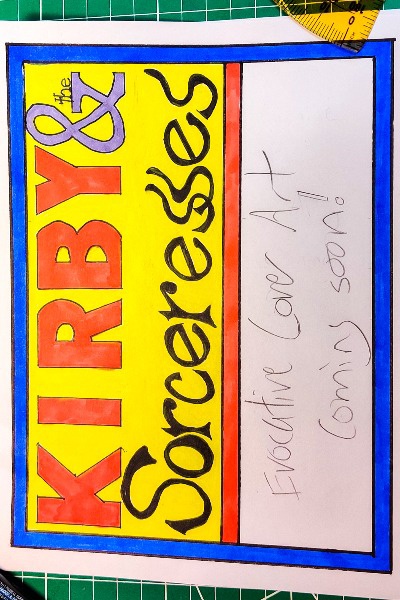 KIRBY & the
Sorceresses
Evocative Cover Art
Coming soon!